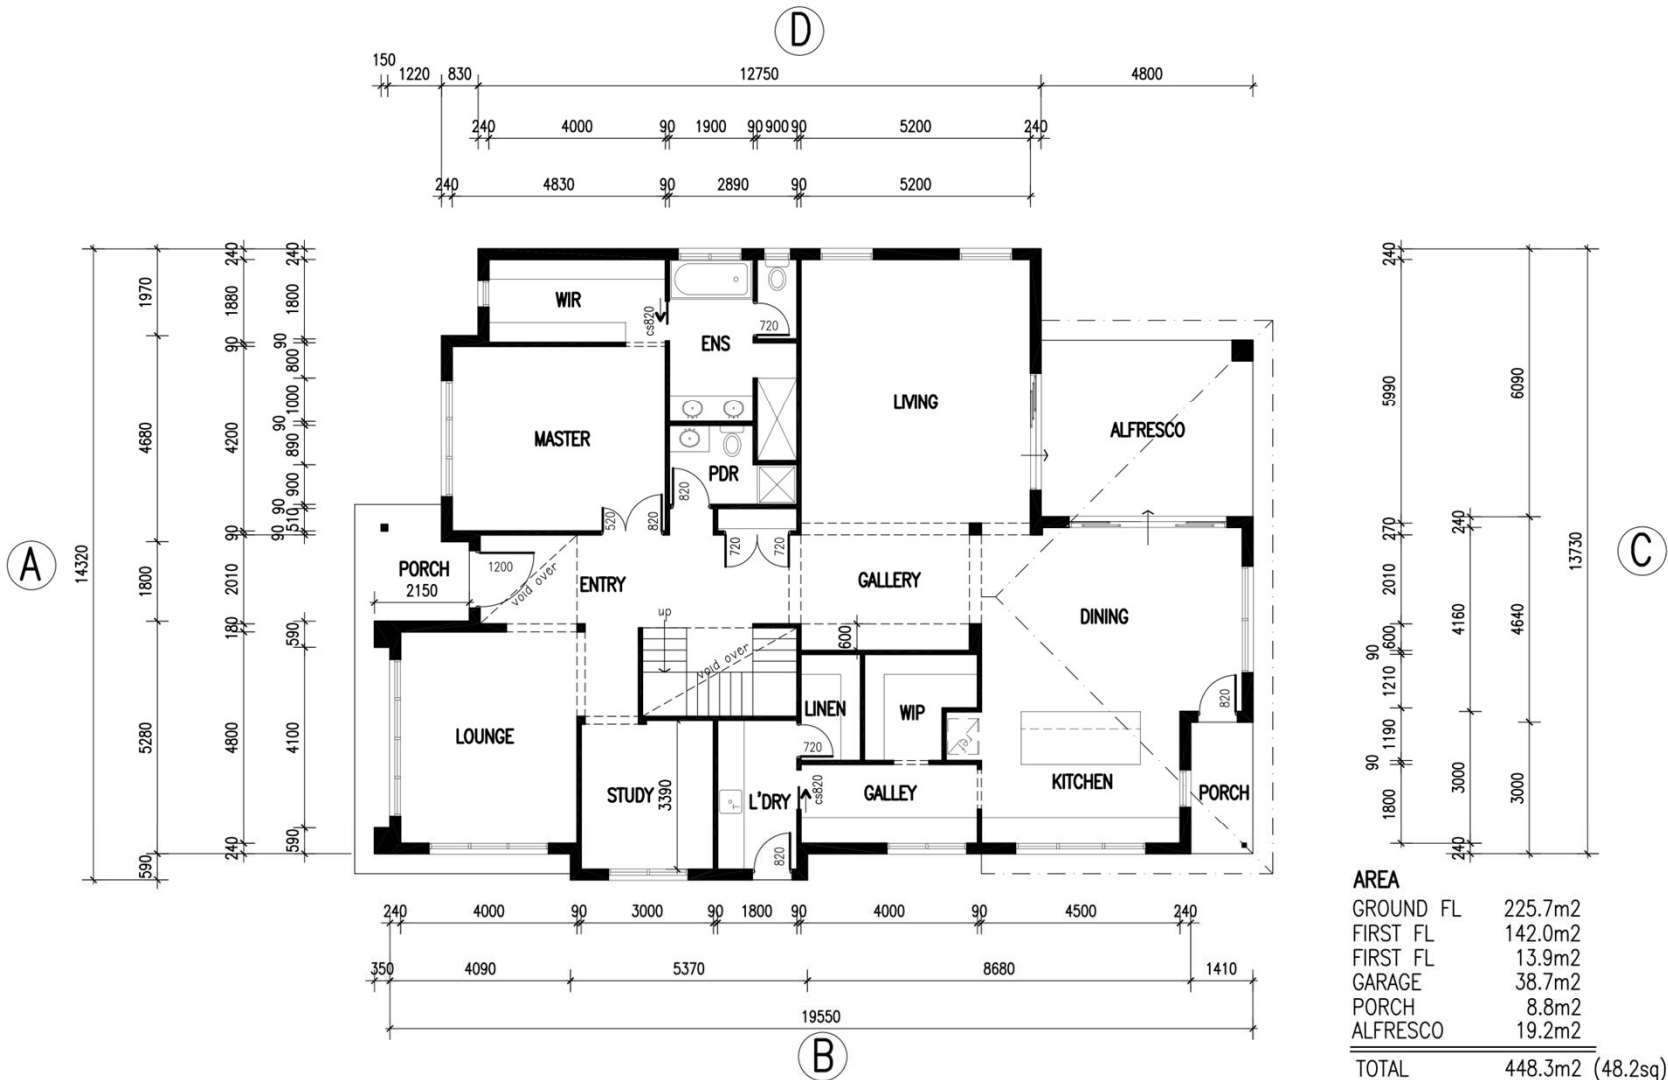 D
150
1220 830 12750 4800
240 4000 90 1900 90 900 90 5200 240
240 4830 90 2890 90 5200
A
14320
1970 4680 1800 5280 590
240 1880 90 4200 90 2010 180 4800 240
240 1800 90 800 1000 90 890 900 90 510 90 590 4100 590
WIR
cs820
720
ENS
LIVING
MASTER
ALFRESCO
PDR
820
520 820
720 720
PORCH
2150
1200
void over
ENTRY
GALLERY
DINING
up
void over
600
820
LOUNGE
LINEN
WIP
ref
720
STUDY
3390
L'DRY
cs820
GALLEY
KITCHEN
PORCH
820
240 5990 270 2010 600 90 1210 1190 90 1800
240 4160 3000 240
6090 4640 3000
13730
C
240 4000 90 3000 90 1800 90 4000 90 4500 240
350 4090 5370 8680 1410
19550
B
AREA
GROUND FL 225.7m2
FIRST FL 142.0m2
FIRST FL 13.9m2
GARAGE 38.7m2
PORCH 8.8m2
ALFRESCO 19.2m2
TOTAL 448.3m2 (48.2sq)